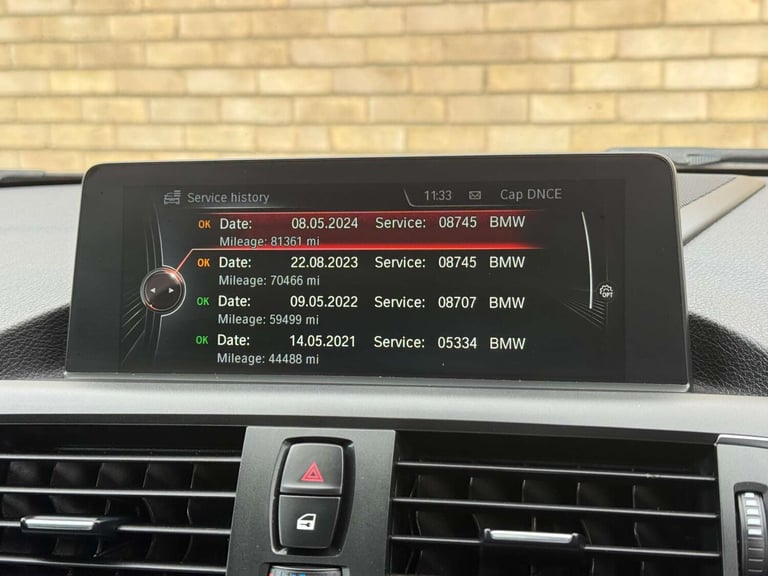 Service history 11:33 Cap DNCE
OK Date: 08.05.2024 Service: 08745 BMW
Mileage: 81361 mi
OK Date: 22.08.2023 Service: 08745 BMW
Mileage: 70466 mi
OK Date: 09.05.2022 Service: 08707 BMW
Mileage: 59499 mi
OPT
OK Date: 14.05.2021 Service: 05334 BMW
Mileage: 44488 mi